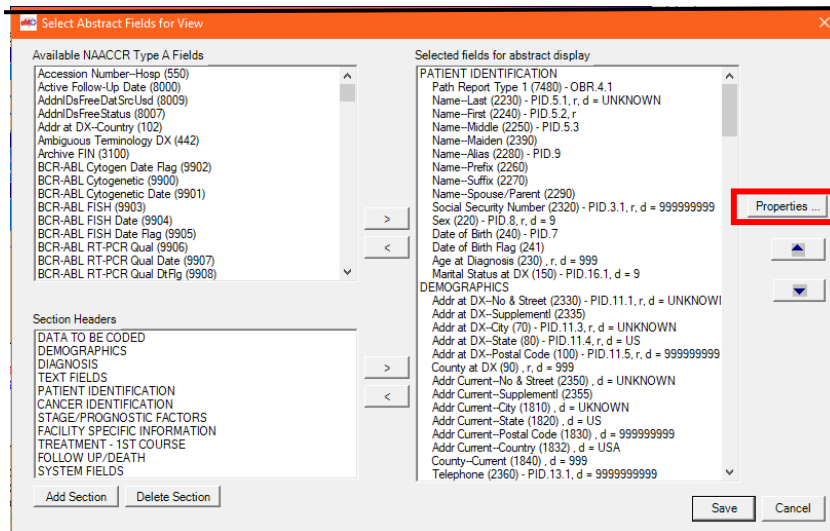 Select Abstract Fields for View
Available NAACCR Type A Fields
Accession Number--Hosp (550)
Active Follow-Up Date (8000)
AddnlDsFreeDatSrcUsd (8009)
AddnlDsFreeStatus (8007)
Addr at DX--Country (102)
Ambiguous Terminology DX (442)
Archive FIN (3100)
BCR-ABL Cytogen Date Flag (9902)
BCR-ABL Cytogenetic (9900)
BCR-ABL Cytogenetic Date (9901)
BCR-ABL FISH (9903)
BCR-ABL FISH Date (9904)
BCR-ABL FISH Date Flag (9905)
BCR-ABL RT-PCR Qual (9906)
BCR-ABL RT-PCR Qual Date (9907)
BCR-ABL RT-PCR Qual DtFlg (9908)
>
<
Section Headers
DATA TO BE CODED
DEMOGRAPHICS
DIAGNOSIS
TEXT FIELDS
PATIENT IDENTIFICATION
CANCER IDENTIFICATION
STAGE/PROGNOSTIC FACTORS
FACILITY SPECIFIC INFORMATION
TREATMENT - 1ST COURSE
FOLLOW UP/DEATH
SYSTEM FIELDS
>
<
Add Section
Delete Section
Selected fields for abstract display
PATIENT IDENTIFICATION
Path Report Type 1 (7480) - OBR.4.1
Name--Last (2230) - PID.5.1, r, d = UNKNOWN
Name--First (2240) - PID.5.2, r
Name--Middle (2250) - PID.5.3
Name--Maiden (2390)
Name--Alias (2280) - PID.9
Name--Prefix (2260)
Name--Suffix (2270)
Name--Spouse/Parent (2290)
Social Security Number (2320) - PID.3.1, r, d = 999999999
Sex (220) - PID.8, r, d = 9
Date of Birth (240) - PID.7
Date of Birth Flag (241)
Age at Diagnosis (230) , r, d = 999
Marital Status at DX (150) - PID.16.1, d = 9
DEMOGRAPHICS
Addr at DX--No & Street (2330) - PID.11.1, r, d = UNKNOWN
Addr at DX--Supplementl (2335)
Addr at DX--City (70) - PID.11.3, r, d = UNKNOWN
Addr at DX--State (80) - PID.11.4, r, d = US
Addr at DX--Postal Code (100) - PID.11.5, r, d = 999999999
County at DX (90) , r, d = 999
Addr Current--No & Street (2350) , d = UNKNOWN
Addr Current--Supplementl (2355)
Addr Current--City (1810) , d = UKNOWN
Addr Current--State (1820) , d = US
Addr Current--Postal Code (1830) , d = 999999999
Addr Current--Country (1832) , d = USA
County--Current (1840) , d = 999
Telephone (2360) - PID.13.1, d = 9999999999
Properties ...
Save
Cancel